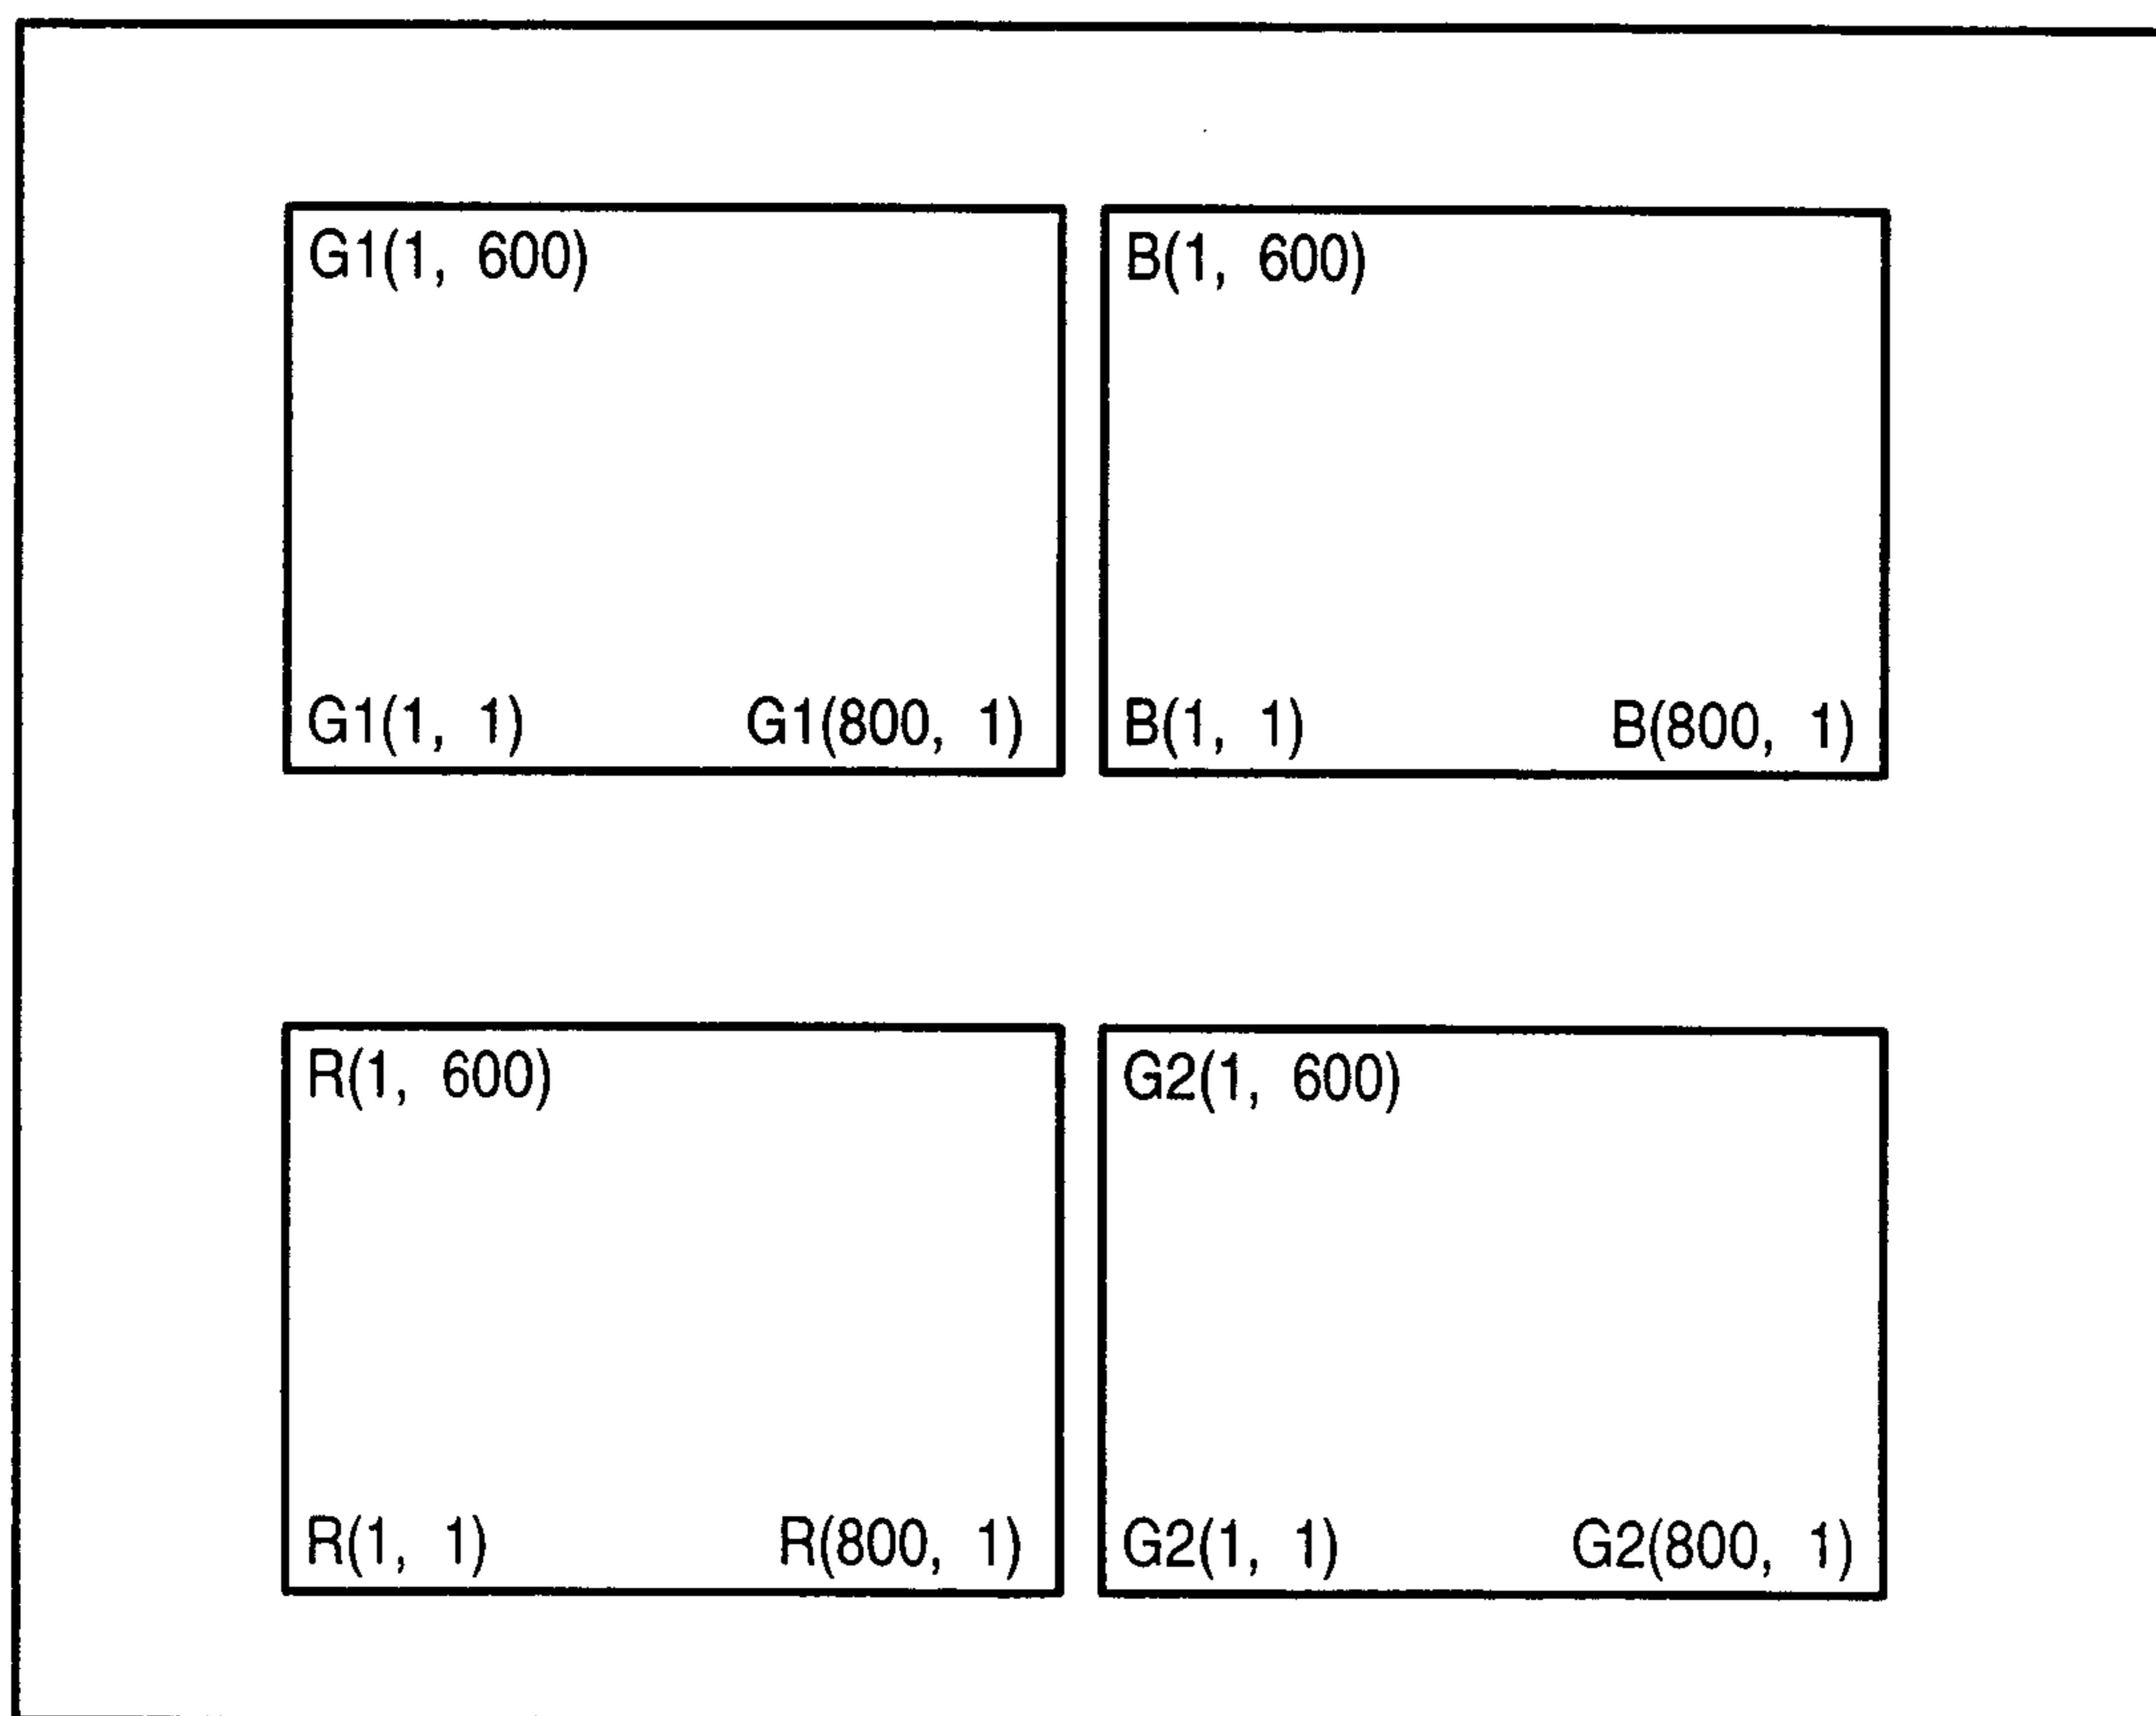 G1(1, 600)
B(1, 600)
G1(1, 1) G1(800, 1)
B(1, 1) B(800, 1)
R(1, 600)
G2(1, 600)
R(1, 1) R(800, 1)
G2(1, 1) G2(800, 1)